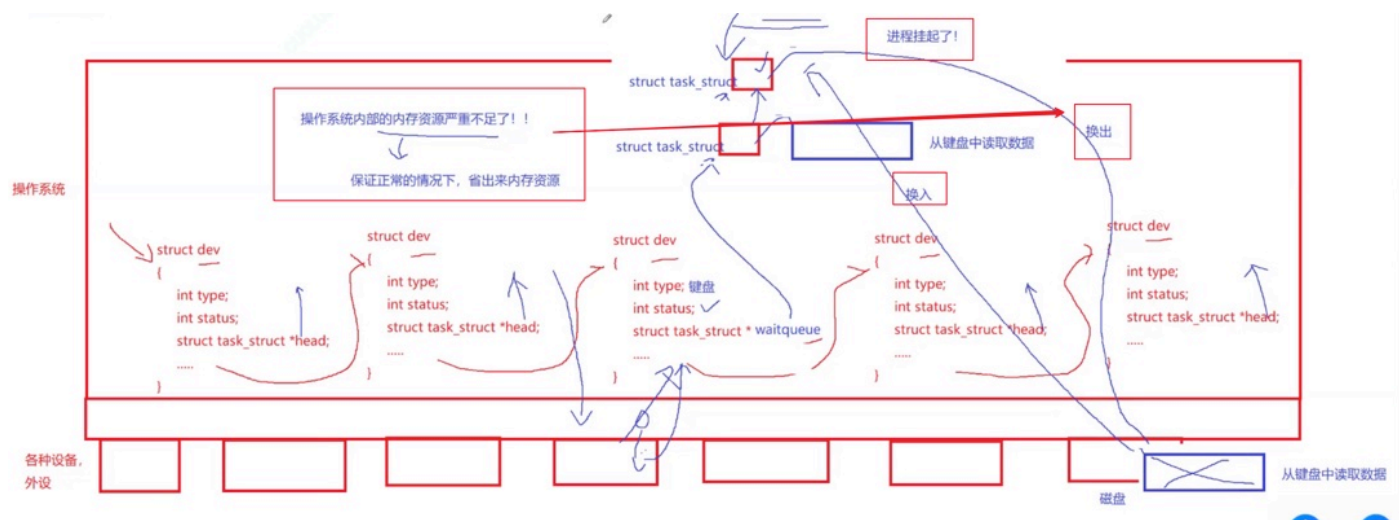 进程挂起了!
struct task_struct
操作系统内部的内存资源严重不足了!!
换出
struct task_struct
从键盘中读取数据
保证正常的情况下，省出来内存资源
操作系统
换入
struct dev
{
int type;
int status;
struct task_struct *head;
.....
}
struct dev
{
int type;
int status;
struct task_struct *head;
.....
}
struct dev
{
int type; 键盘
int status;
struct task_struct * waitqueue
.....
}
struct dev
{
int type;
int status;
struct task_struct *head;
.....
}
struct dev
{
int type;
int status;
struct task_struct *head;
.....
}
各种设备，
外设
从键盘中读取数据
磁盘